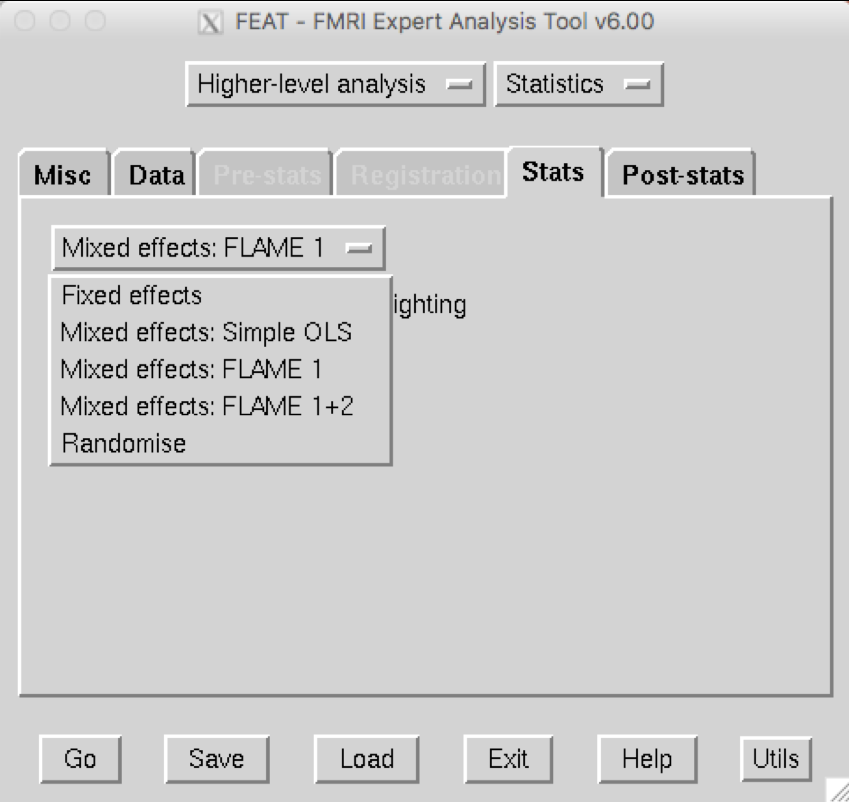 FEAT - FMRI Expert Analysis Tool v6.00
Higher-level analysis Statistics
Misc Data Pre-stats Registration Stats Post-stats
Mixed effects: FLAME 1
ighting
Fixed effects
Mixed effects: Simple OLS
Mixed effects: FLAME 1
Mixed effects: FLAME 1+2
Randomise
Go Save Load Exit Help Utils